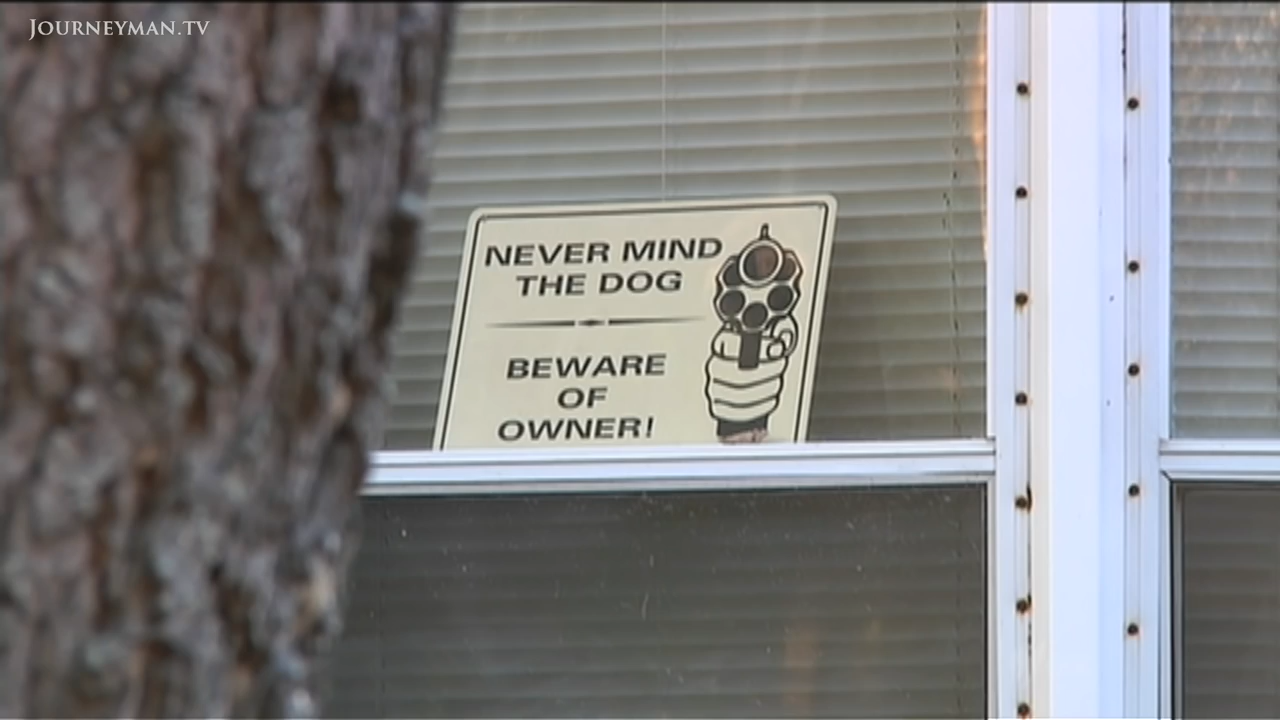 JOURNEYMAN.TV
NEVER MIND
THE DOG
BEWARE
OF
OWNER!